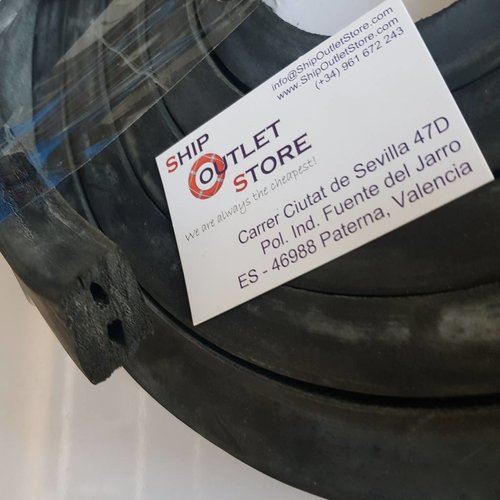 info@ShipOutletStore.com
www.ShipOutletStore.com
(+34) 961 672 243
SHIP
OUTLET
STORE
We are always the cheapest!
Carrer Ciutat de Sevilla 47D
Pol. Ind. Fuente del Jarro
ES - 46988 Paterna, Valencia